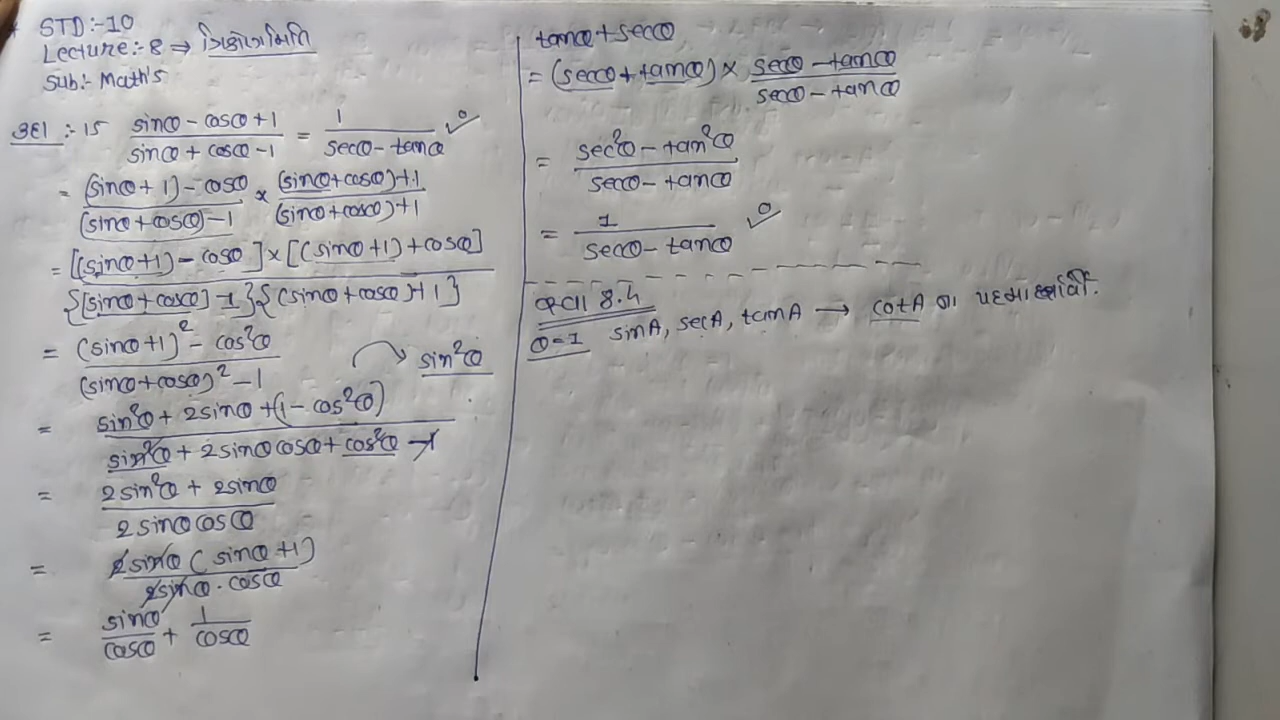 STD:-10
Lecture:-8 ⇒ ત્રિકોણમિતિ
Sub:- Math's
ઉદા :- 15 (sinθ - cosθ + 1)/(sinθ + cosθ - 1) = 1/(secθ - tanθ)
= ((sinθ + 1) - cosθ)/((sinθ + cosθ) - 1) × ((sinθ + cosθ) + 1)/((sinθ + cosθ) + 1)
= [(sinθ + 1) - cosθ] × [(sinθ + 1) + cosθ]
{[sinθ + cosθ] - 1}{(sinθ + cosθ) + 1}
= ((sinθ + 1)² - cos²θ)/((sinθ + cosθ)² - 1)
sin²θ
= (sin²θ + 2sinθ + (1 - cos²θ))/(sin²θ + 2sinθcosθ + cos²θ - 1)
= (2sin²θ + 2sinθ)/(2sinθcosθ)
= (2sinθ(sinθ + 1))/(2sinθ·cosθ)
= sinθ/cosθ + 1/cosθ
tanθ + secθ
= (secθ + tanθ) × (secθ - tanθ)/(secθ - tanθ)
= (sec²θ - tan²θ)/(secθ - tanθ)
= 1/(secθ - tanθ)
8.4
θ=1 sinA, secA, tanA → cotA ના